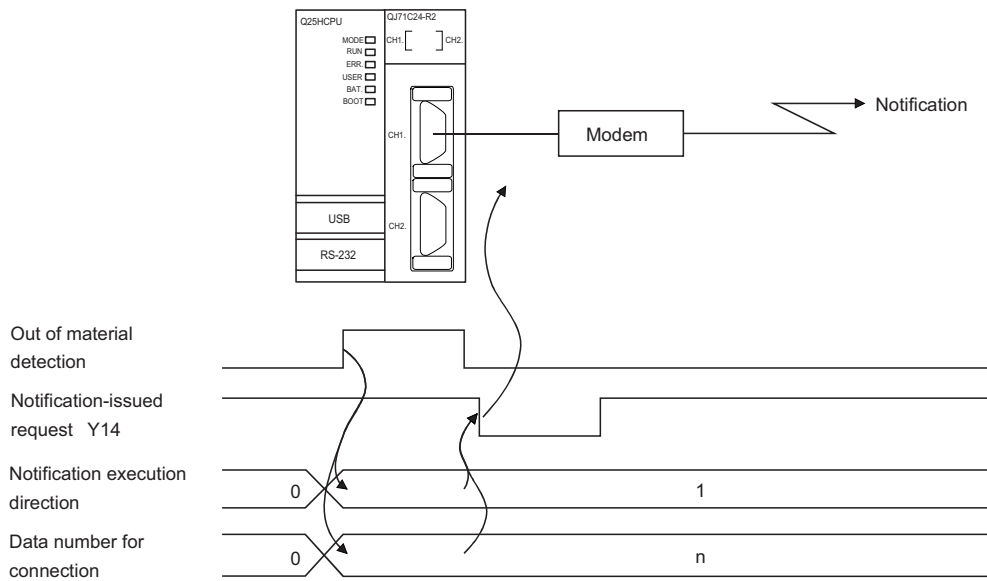 Q25HCPU
MODE
RUN
ERR.
USER
BAT.
BOOT
USB
RS-232
QJ71C24-R2
CH1.
CH2.
CH1.
CH2.
Modem
Notification
Out of material
detection
Notification-issued
request Y14
Notification execution
direction
0
1
Data number for
connection
0
n